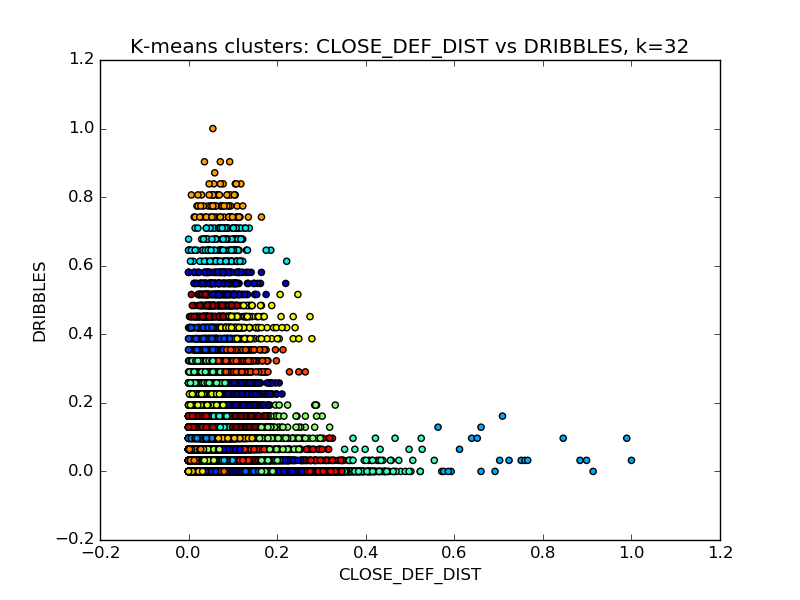 K-means clusters: CLOSE_DEF_DIST vs DRIBBLES, k=32
1.2
1.0
0.8
0.6
0.4
0.2
0.0
−0.2
DRIBBLES
−0.2 0.0 0.2 0.4 0.6 0.8 1.0 1.2
CLOSE_DEF_DIST